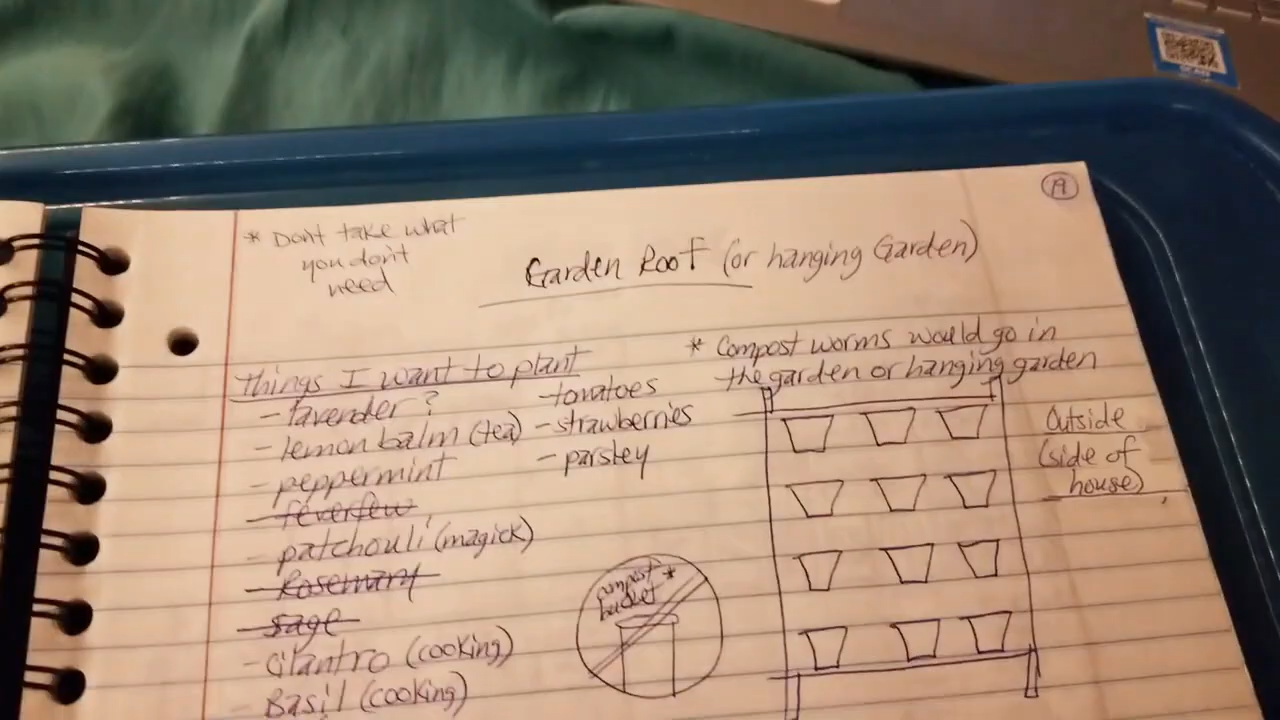 19
* Don't take what
you don't
need
Garden Roof (or hanging Garden)
* Compost worms would go in
the garden or hanging garden
Things I want to plant
- lavender?
- lemon balm (tea)
- peppermint
- feverfew
- patchouli (magick)
- Rosemary
- sage
- Cilantro (cooking)
- Basil (cooking)
- tomatoes
- strawberries
- parsley
* compost
bucket
Outside
(side of
house)